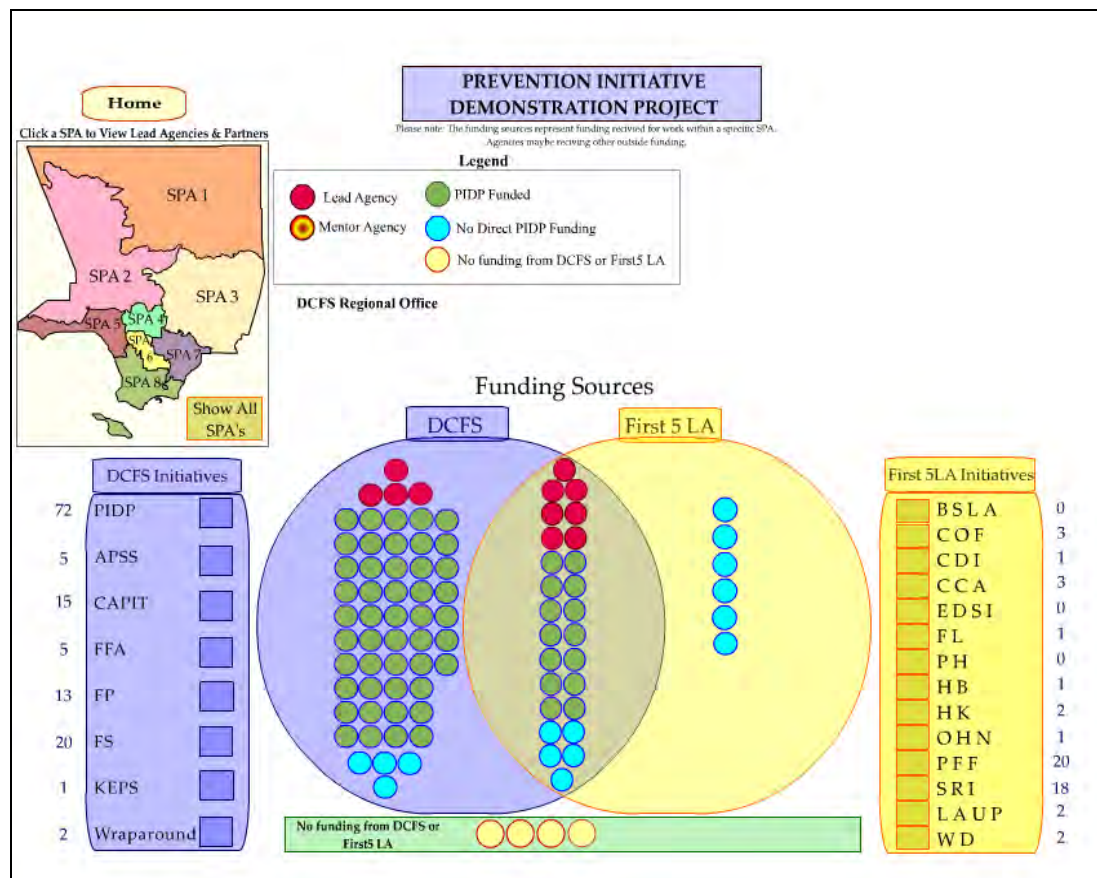 PREVENTION INITIATIVE
DEMONSTRATION PROJECT
Please note: The funding sources represent funding recived for work within a specific SPA.
Agencies maybe reciving other outside funding.
Home
Click a SPA to View Lead Agencies & Partners
SPA 1
SPA 2
SPA 3
SPA 4
SPA 5
SPA
6
SPA 7
SPA 8
Show All
SPA's
Legend
Lead Agency
PIDP Funded
Mentor Agency
No Direct PIDP Funding
No funding from DCFS or First5 LA
DCFS Regional Office
Funding Sources
DCFS
First 5 LA
DCFS Initiatives
72 PIDP
5 APSS
15 CAPIT
5 FFA
13 FP
20 FS
1 KEPS
2 Wraparound
No funding from DCFS or
First5 LA
First 5LA Initiatives
BSLA 0
COF 3
CDI 1
CCA 3
EDSI 0
FL 1
PH 0
HB 1
HK 2
OHN 1
PFF 20
SRI 18
LAUP 2
WD 2